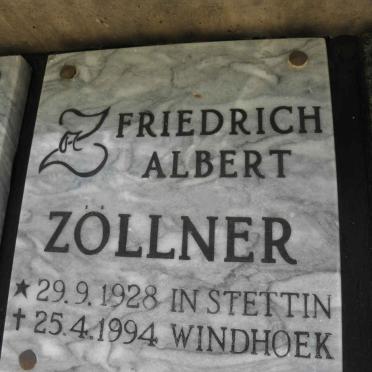 FRIEDRICH
ALBERT
ZÖLLNER
★ 29.9.1928 IN STETTIN
✝ 25.4.1994 WINDHOEK